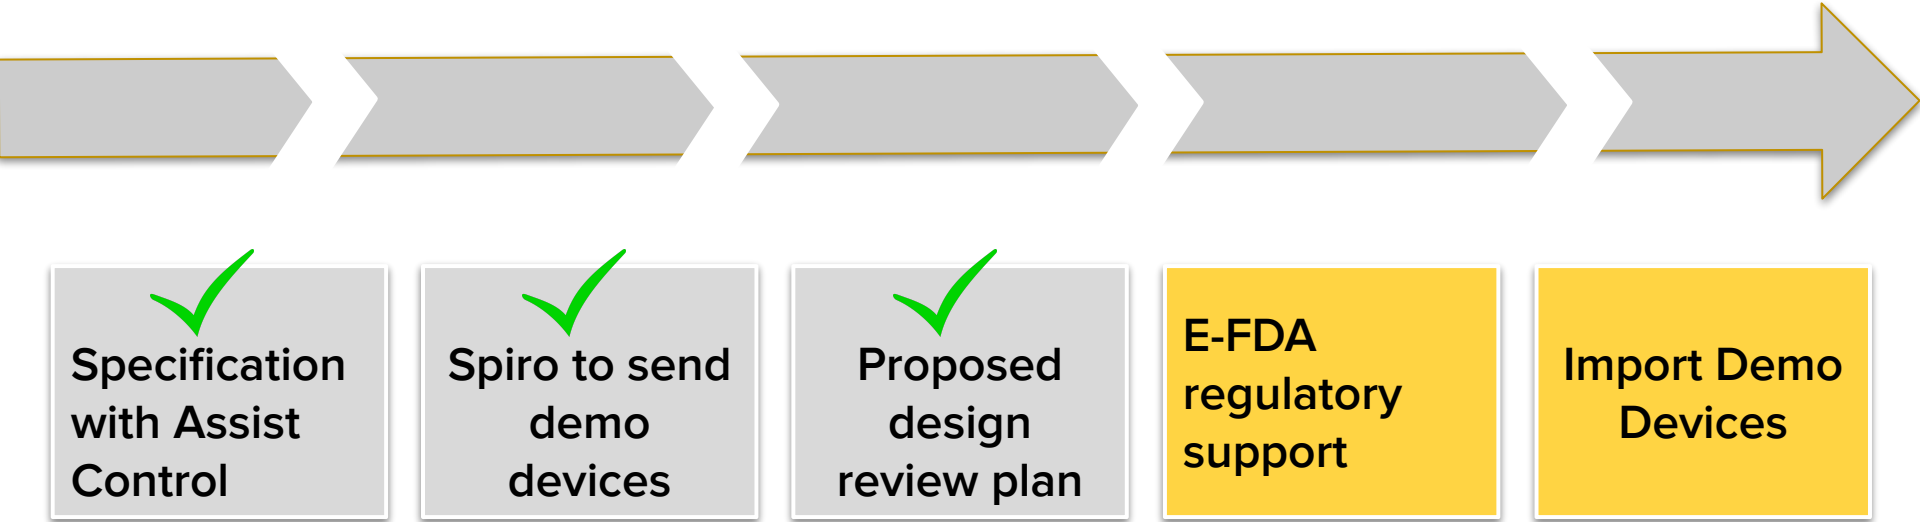 Specification
with Assist
Control
Spiro to send
demo
devices
Proposed
design
review plan
E-FDA
regulatory
support
Import Demo
Devices